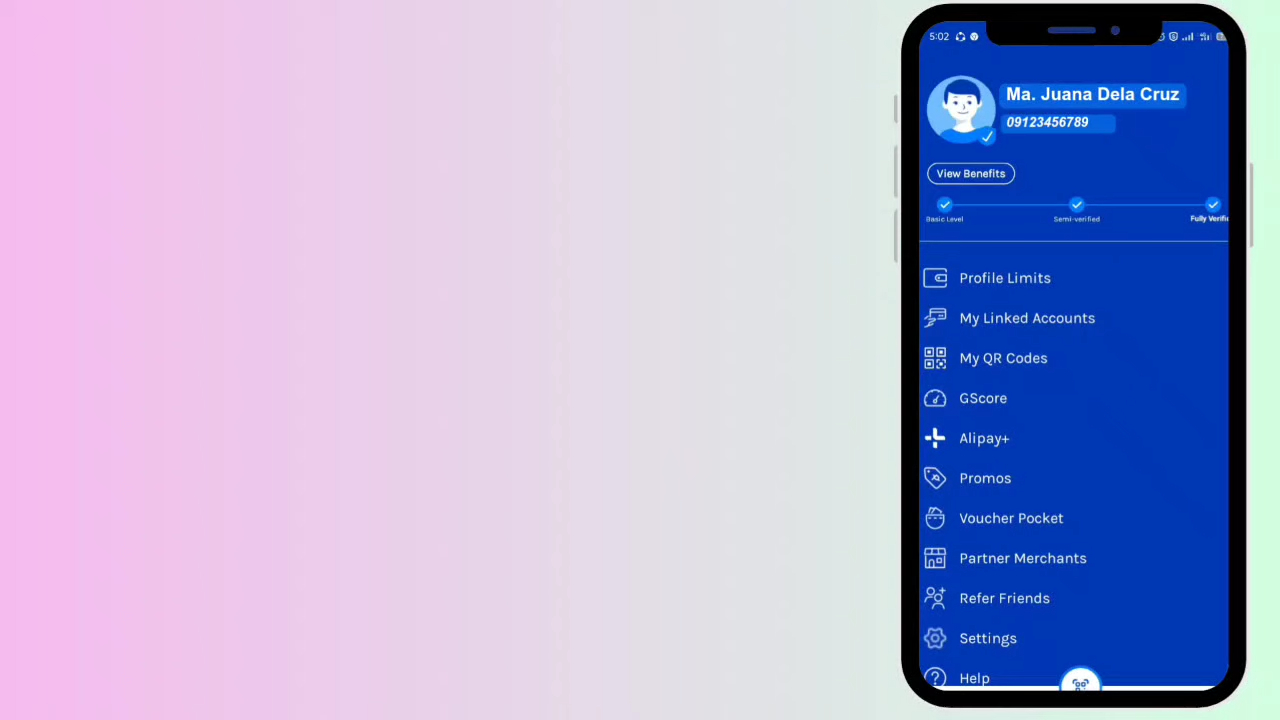 5:02
Ma. Juana Dela Cruz
09123456789
View Benefits
Basic Level
Semi-verified
Fully Verifi
Profile Limits
My Linked Accounts
My QR Codes
GScore
Alipay+
Promos
Voucher Pocket
Partner Merchants
Refer Friends
Settings
Help